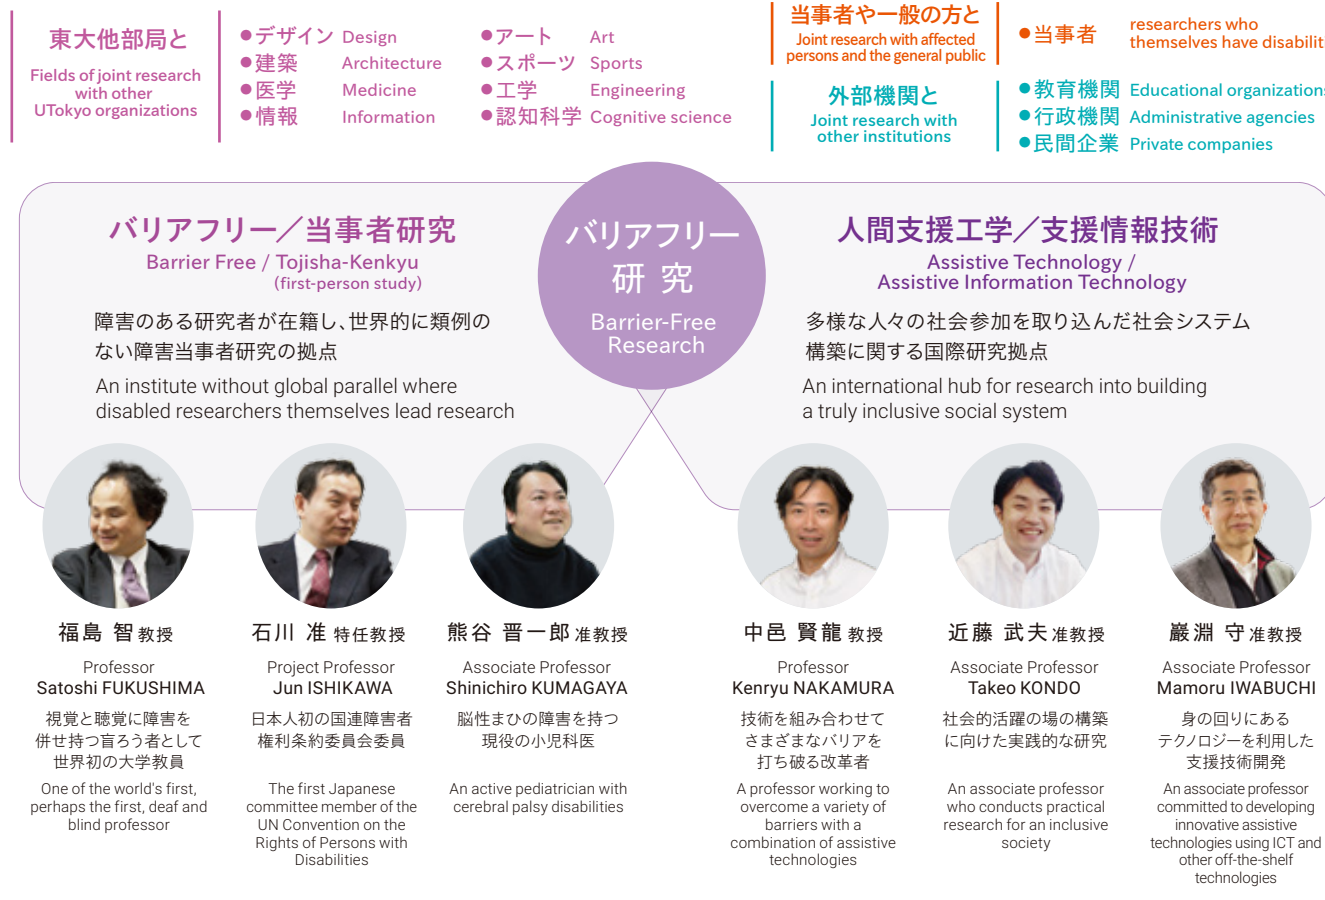 東大他部局と
Fields of joint research
with other
UTokyo organizations
●デザイン Design
●建築 Architecture
●医学 Medicine
●情報 Information
●アート Art
●スポーツ Sports
●工学 Engineering
●認知科学 Cognitive science
当事者や一般の方と
Joint research with affected
persons and the general public
●当事者 researchers who
themselves have disabilit
外部機関と
Joint research with
other institutions
●教育機関 Educational organization
●行政機関 Administrative agencies
●民間企業 Private companies
バリアフリー／当事者研究
Barrier Free / Tojisha-Kenkyu
(first-person study)
障害のある研究者が在籍し、世界的に類例の
ない障害当事者研究の拠点
An institute without global parallel where
disabled researchers themselves lead research
バリアフリー
研究
Barrier-Free
Research
人間支援工学／支援情報技術
Assistive Technology /
Assistive Information Technology
多様な人々の社会参加を取り込んだ社会システム
構築に関する国際研究拠点
An international hub for research into building
a truly inclusive social system
福島 智 教授
Professor
Satoshi FUKUSHIMA
視覚と聴覚に障害を
併せ持つ盲ろう者として
世界初の大学教員
One of the world's first,
perhaps the first, deaf and
blind professor
石川 准 特任教授
Project Professor
Jun ISHIKAWA
日本人初の国連障害者
権利条約委員会委員
The first Japanese
committee member of the
UN Convention on the
Rights of Persons with
Disabilities
熊谷 晋一郎 准教授
Associate Professor
Shinichiro KUMAGAYA
脳性まひの障害を持つ
現役の小児科医
An active pediatrician with
cerebral palsy disabilities
中邑 賢龍 教授
Professor
Kenryu NAKAMURA
技術を組み合わせて
さまざまなバリアを
打ち破る改革者
A professor working to
overcome a variety of
barriers with a
combination of assistive
technologies
近藤 武夫 准教授
Associate Professor
Takeo KONDO
社会的活躍の場の構築
に向けた実践的な研究
An associate professor
who conducts practical
research for an inclusive
society
巖淵 守 准教授
Associate Professor
Mamoru IWABUCHI
身の回りにある
テクノロジーを利用した
支援技術開発
An associate professor
committed to developing
innovative assistive
technologies using ICT and
other off-the-shelf
technologies